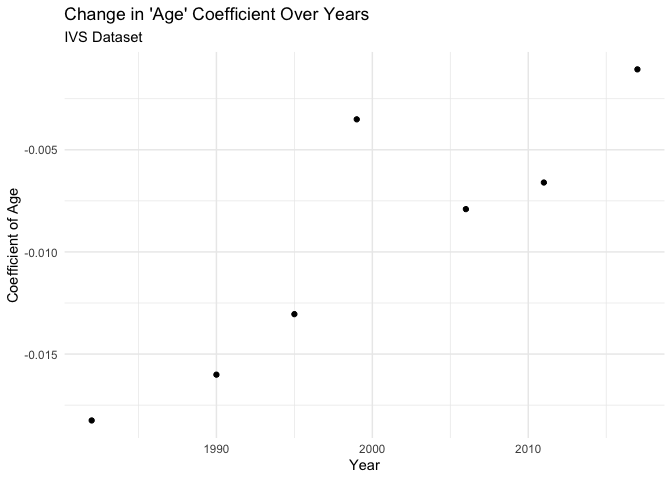 Change in 'Age' Coefficient Over Years
IVS Dataset
-0.005
-0.010
-0.015
Coefficient of Age
1990
2000
2010
Year